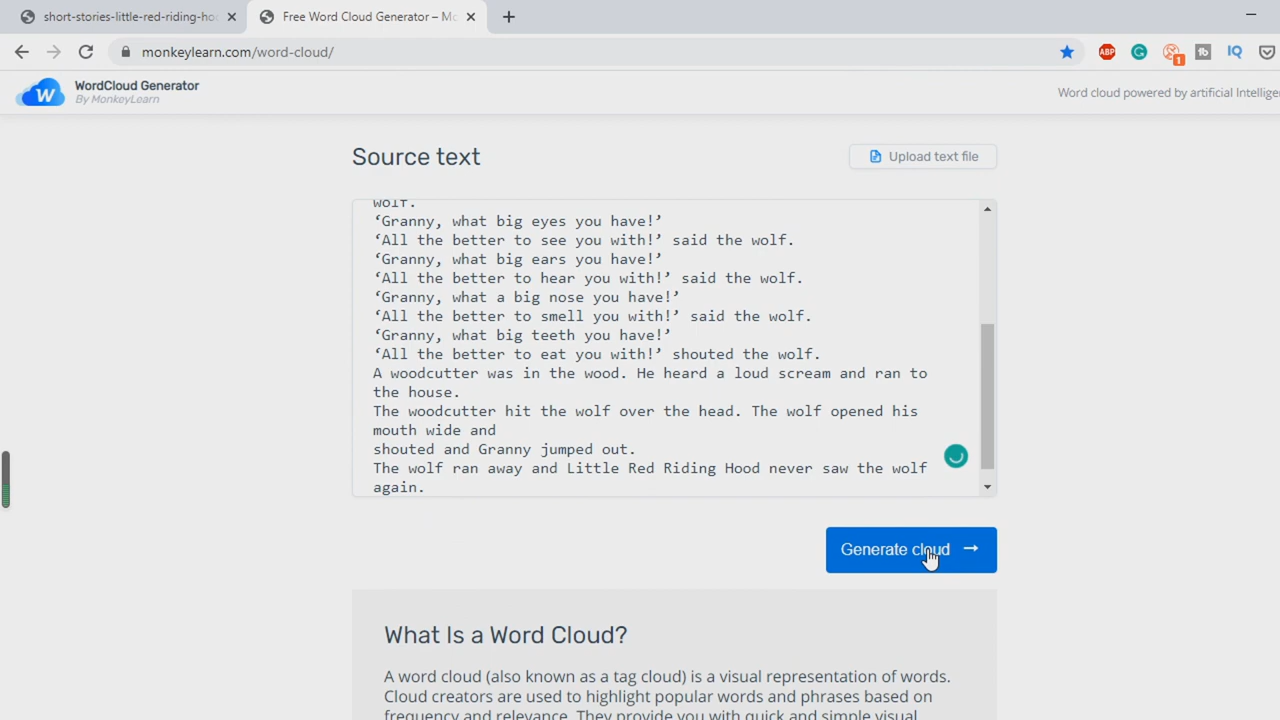 short-stories-little-red-riding-ho
Free Word Cloud Generator – Mo
monkeylearn.com/word-cloud/
ABP
1
tb
IQ
W
WordCloud Generator
By MonkeyLearn
Word cloud powered by artificial Intellige
Source text
Upload text file
wolf.
‘Granny, what big eyes you have!’
‘All the better to see you with!’ said the wolf.
‘Granny, what big ears you have!’
‘All the better to hear you with!’ said the wolf.
‘Granny, what a big nose you have!’
‘All the better to smell you with!’ said the wolf.
‘Granny, what big teeth you have!’
‘All the better to eat you with!’ shouted the wolf.
A woodcutter was in the wood. He heard a loud scream and ran to
the house.
The woodcutter hit the wolf over the head. The wolf opened his
mouth wide and
shouted and Granny jumped out.
The wolf ran away and Little Red Riding Hood never saw the wolf
again.
Generate cloud →
What Is a Word Cloud?
A word cloud (also known as a tag cloud) is a visual representation of words.
Cloud creators are used to highlight popular words and phrases based on
frequency and relevance. They provide you with quick and simple visual